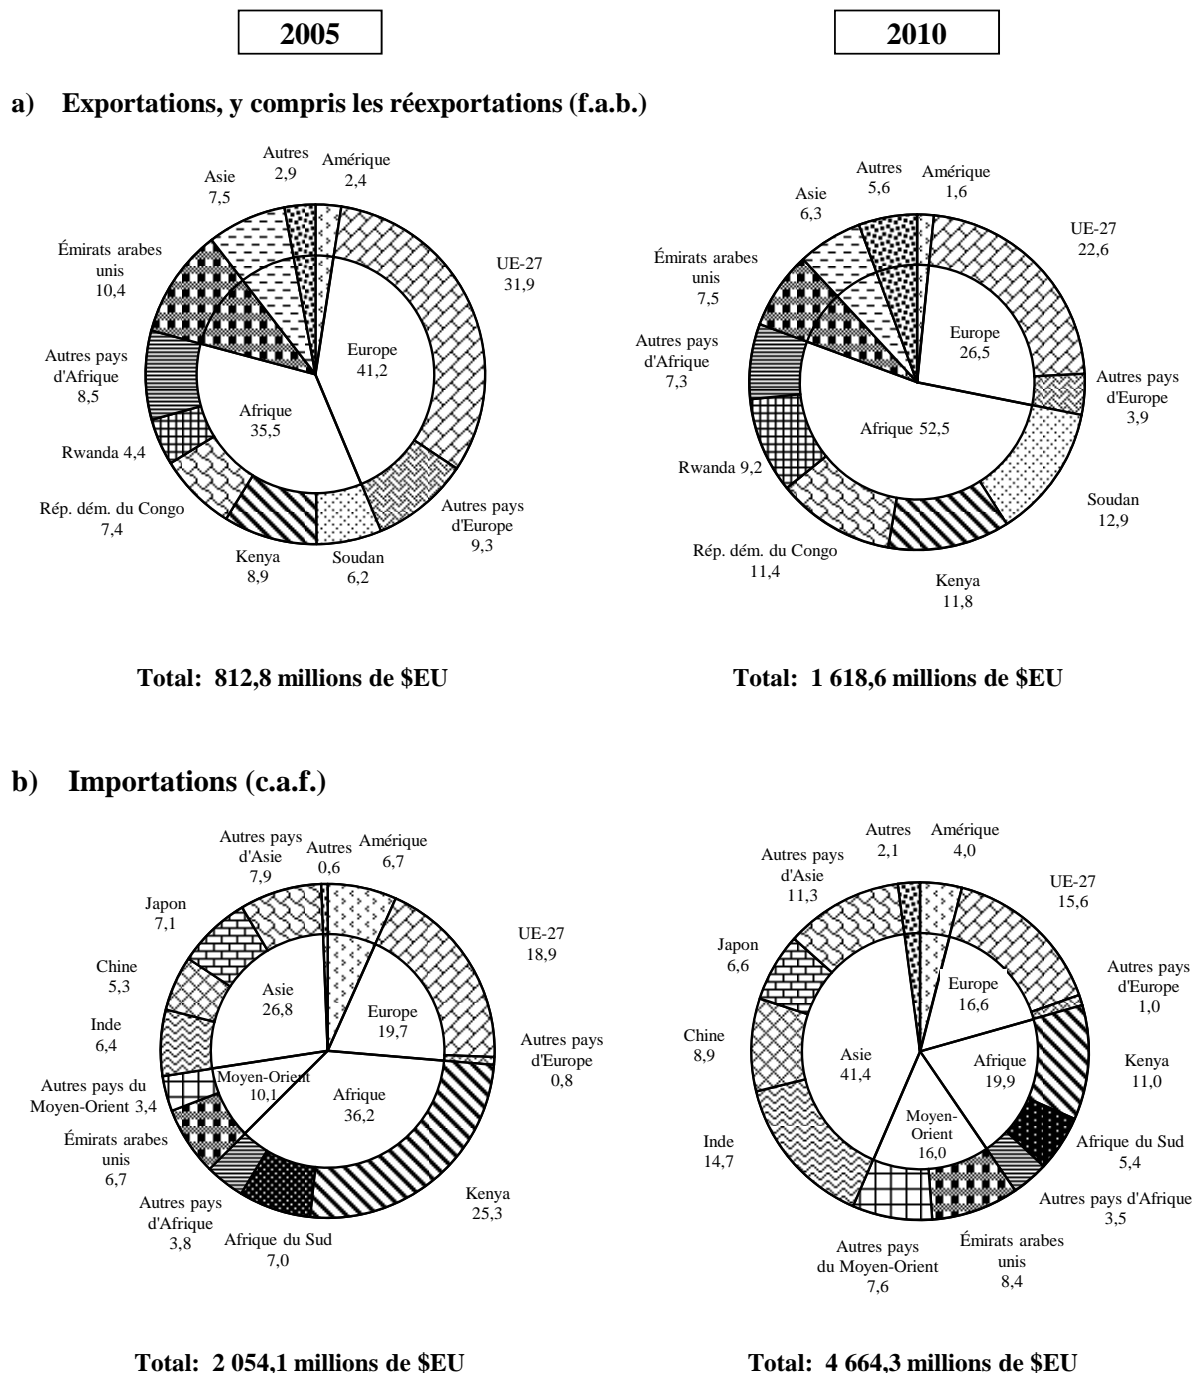 2005
2010
a) Exportations, y compris les réexportations (f.a.b.)
Autres
2,9
Amérique
2,4
Asie
7,5
Émirats arabes
unis
10,4
UE-27
31,9
Europe
41,2
Autres pays
d'Afrique
8,5
Afrique
35,5
Rwanda 4,4
Rép. dém. du Congo
7,4
Kenya
8,9
Soudan
6,2
Autres pays
d'Europe
9,3
Autres
5,6
Amérique
1,6
Asie
6,3
UE-27
22,6
Émirats arabes
unis
7,5
Europe
26,5
Autres pays
d'Afrique
7,3
Autres pays
d'Europe
3,9
Afrique 52,5
Rwanda 9,2
Soudan
12,9
Rép. dém. du Congo
11,4
Kenya
11,8
Total: 812,8 millions de $EU
Total: 1 618,6 millions de $EU
b) Importations (c.a.f.)
Autres pays
d'Asie
7,9
Autres
0,6
Amérique
6,7
Japon
7,1
UE-27
18,9
Chine
5,3
Asie
26,8
Europe
19,7
Inde
6,4
Autres pays
d'Europe
0,8
Moyen-Orient
10,1
Autres pays du
Moyen-Orient 3,4
Afrique
36,2
Émirats arabes
unis
6,7
Autres pays
d'Afrique
3,8
Afrique du Sud
7,0
Kenya
25,3
Autres
2,1
Amérique
4,0
Autres pays
d'Asie
11,3
UE-27
15,6
Japon
6,6
Europe
16,6
Autres pays
d'Europe
1,0
Chine
8,9
Asie
41,4
Afrique
19,9
Kenya
11,0
Moyen-
Orient
16,0
Inde
14,7
Afrique du Sud
5,4
Autres pays d'Afrique
3,5
Autres pays
du Moyen-Orient
7,6
Émirats arabes
unis
8,4
Total: 2 054,1 millions de $EU
Total: 4 664,3 millions de $EU